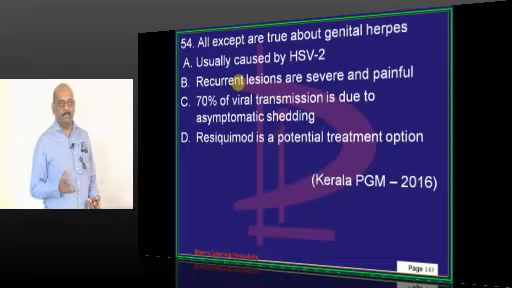 54. All except are true about genital herpes
A. Usually caused by HSV-2
B. Recurrent lesions are severe and painful
C. 70% of viral transmission is due to
asymptomatic shedding
D. Resiquimod is a potential treatment option
(Kerala PGM – 2016)
Page 141